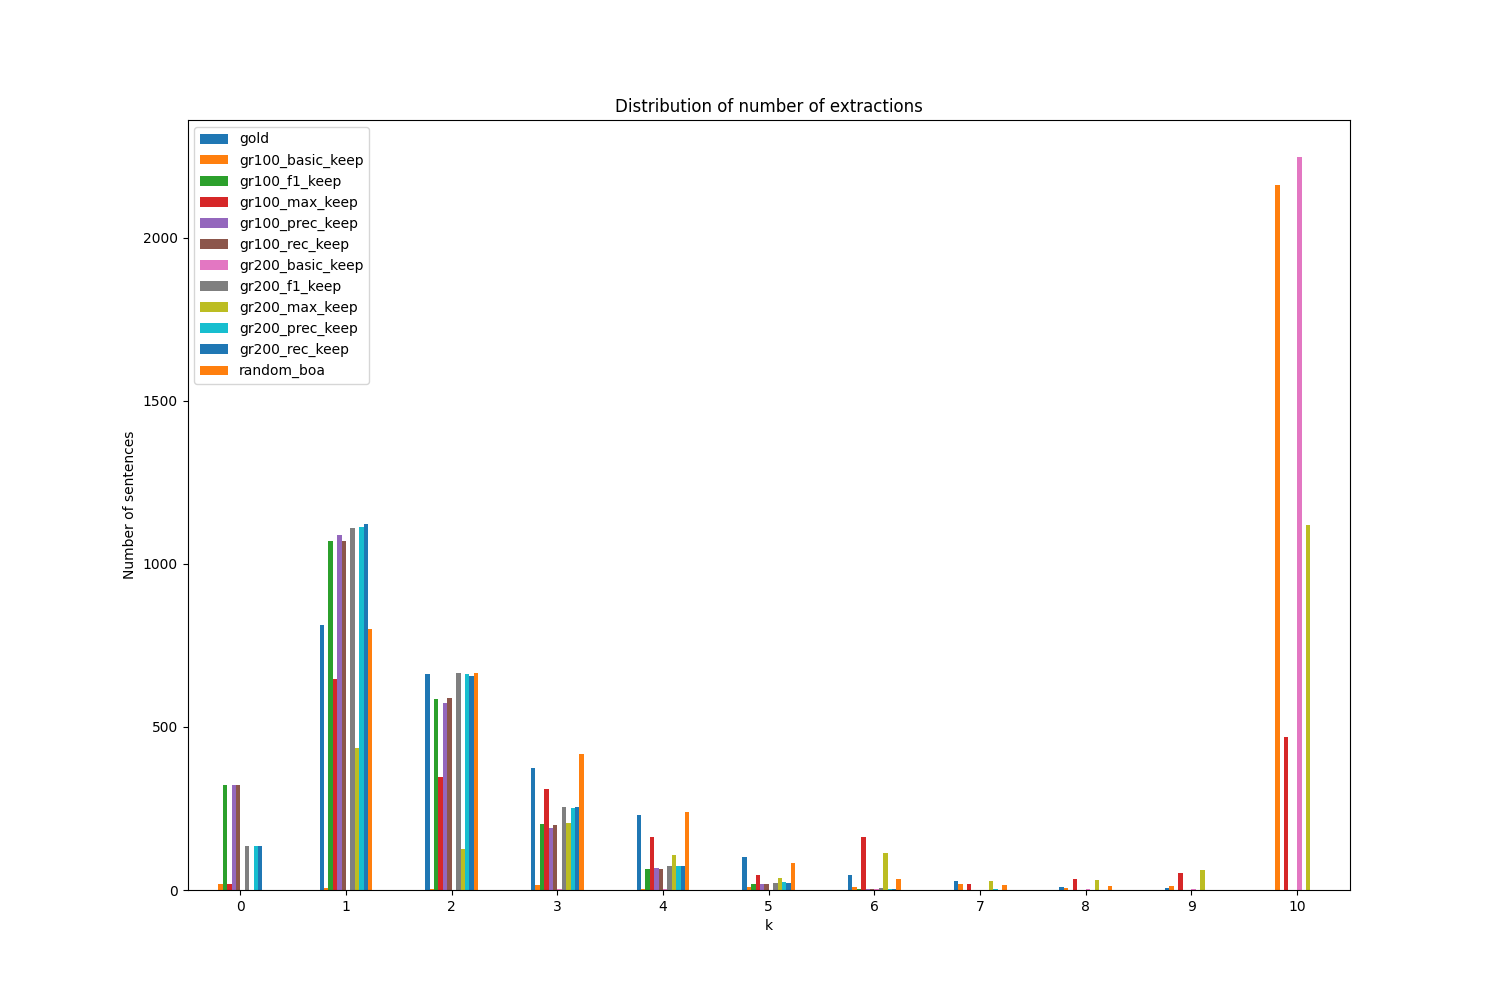 Distribution of number of extractions
gold
gr100_basic_keep
gr100_f1_keep
gr100_max_keep
gr100_prec_keep
gr100_rec_keep
gr200_basic_keep
gr200_f1_keep
gr200_max_keep
gr200_prec_keep
gr200_rec_keep
random_boa
2000
1500
1000
500
0
Number of sentences
0 1 2 3 4 5 6 7 8 9 10
k